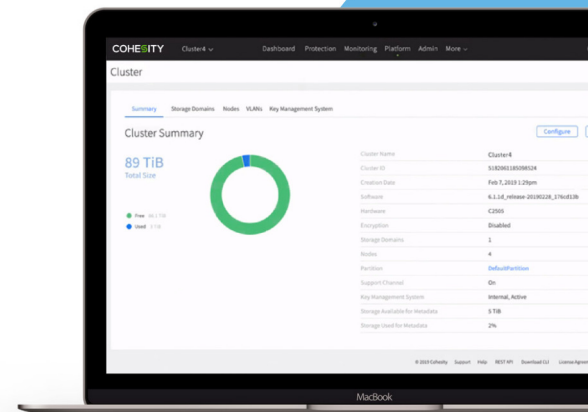 COHESITY Cluster4 Dashboard Protection Monitoring Platform Admin More
Cluster
Summary Storage Domains Nodes VLANs Key Management System
Cluster Summary
Configure
89 TiB
Total Size
Free
Used
Cluster Name Cluster4
Cluster ID
Creation Date Feb 7, 2019 1:29pm
Software
Hardware C2505
Encryption Disabled
Storage Domains 1
Nodes 4
Partition DefaultPartition
Support Channel On
Key Management System Internal, Active
Storage Available for Metadata 5 TiB
Storage Used for Metadata 2%
© 2019 Cohesity Support Help REST API Download CLI License Agreem
MacBook